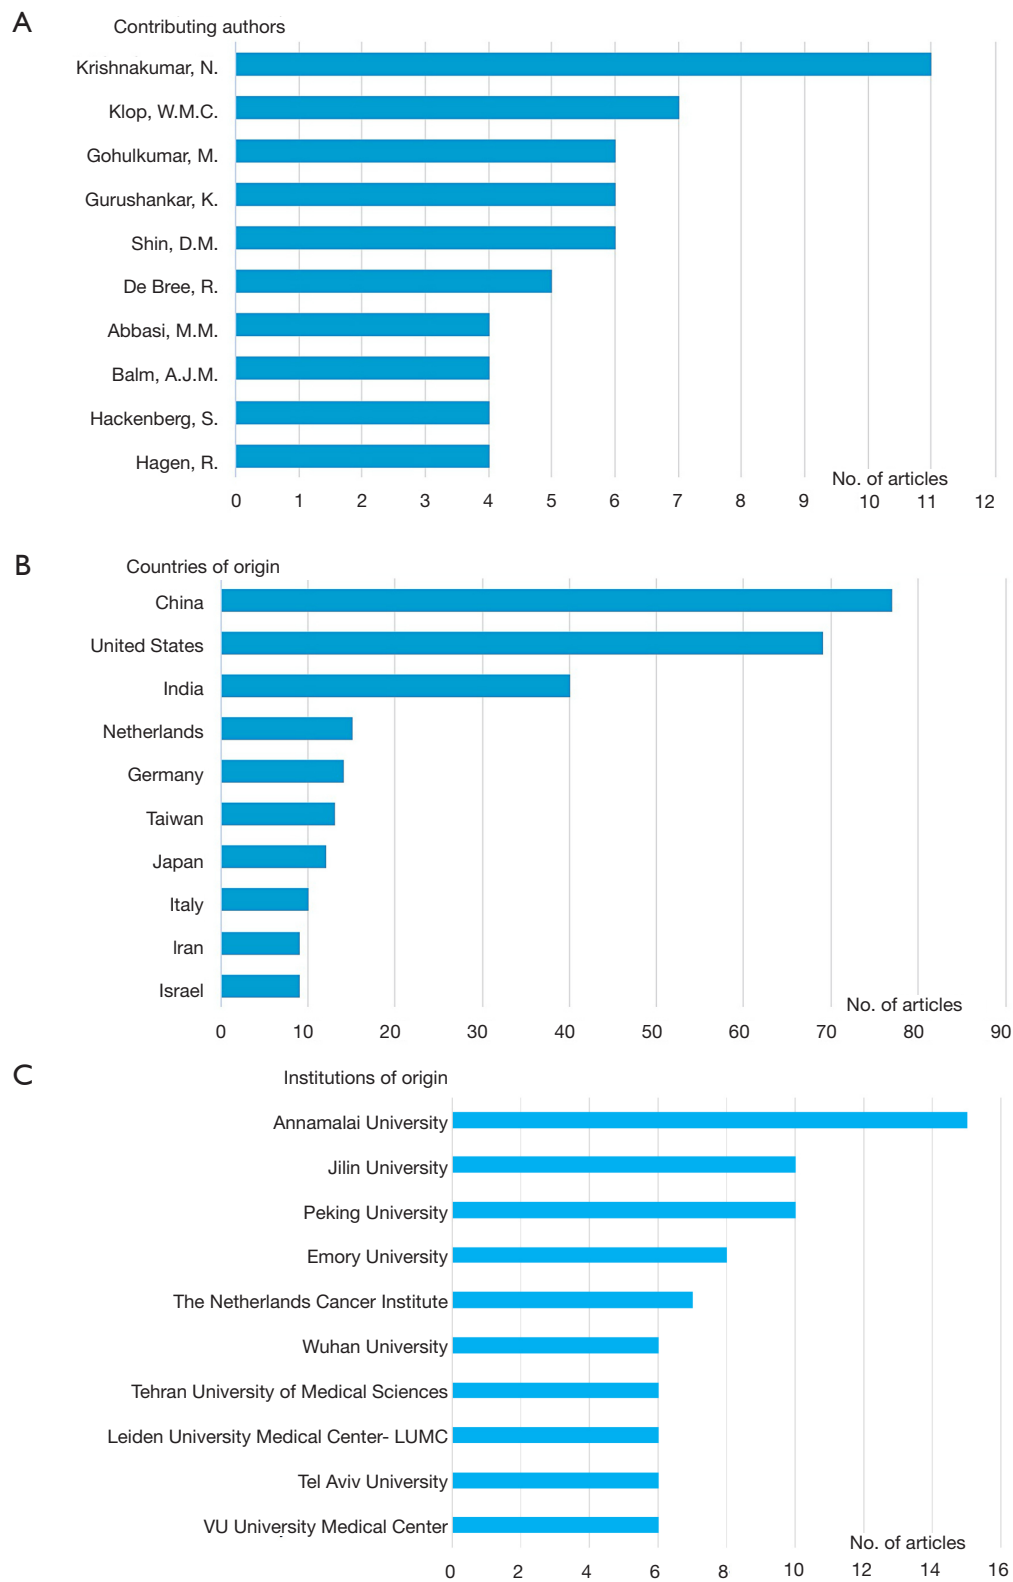 A
Contributing authors
Krishnakumar, N.
Klop, W.M.C.
Gohulkumar, M.
Gurushankar, K.
Shin, D.M.
De Bree, R.
Abbasi, M.M.
Balm, A.J.M.
Hackenberg, S.
Hagen, R.
No. of articles
0 1 2 3 4 5 6 7 8 9 10 11 12
B
Countries of origin
China
United States
India
Netherlands
Germany
Taiwan
Japan
Italy
Iran
Israel
No. of articles
0 10 20 30 40 50 60 70 80 90
C
Institutions of origin
Annamalai University
Jilin University
Peking University
Emory University
The Netherlands Cancer Institute
Wuhan University
Tehran University of Medical Sciences
Leiden University Medical Center- LUMC
Tel Aviv University
VU University Medical Center
No. of articles
0 2 4 6 8 10 12 14 16